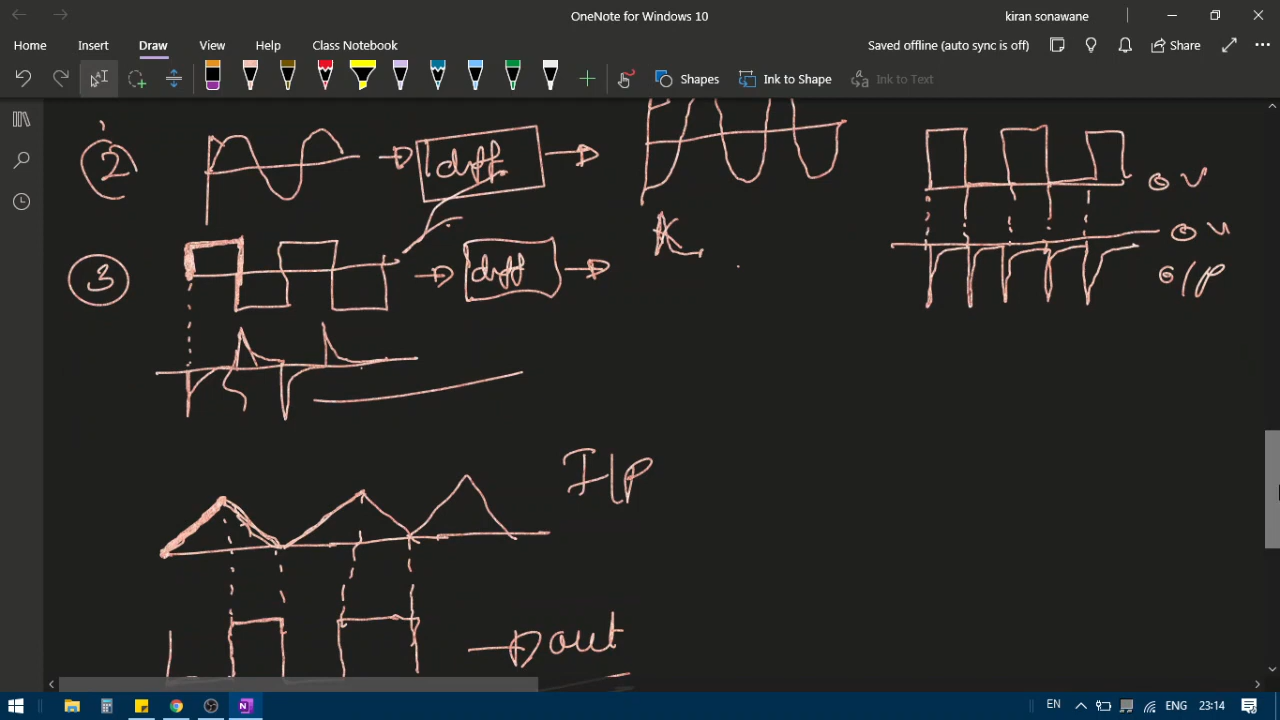 OneNote for Windows 10
kiran sonawane
Home Insert Draw View Help Class Notebook
Saved offline (auto sync is off)
Share
Shapes
Ink to Shape
Ink to Text
2
diff
0 V
0 V
O/P
3
diff
I/P
out
EN
ENG
23:14